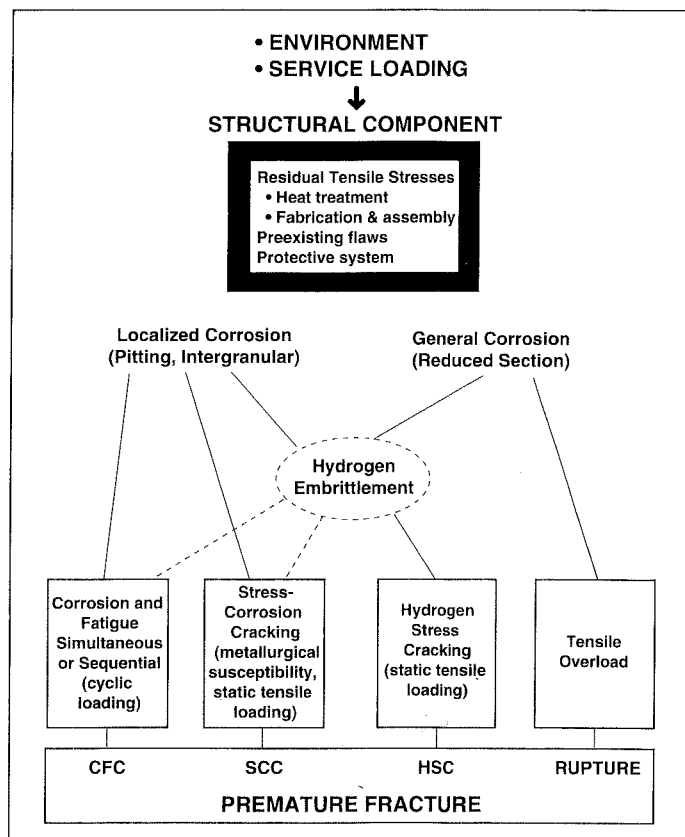 • ENVIRONMENT
• SERVICE LOADING
STRUCTURAL COMPONENT
Residual Tensile Stresses
• Heat treatment
• Fabrication & assembly
Preexisting flaws
Protective system
Localized Corrosion
(Pitting, Intergranular)
General Corrosion
(Reduced Section)
Hydrogen
Embrittlement
Corrosion and
Fatigue
Simultaneous
or Sequential
(cyclic
loading)
Stress-
Corrosion
Cracking
(metallurgical
susceptibility,
static tensile
loading)
Hydrogen
Stress
Cracking
(static tensile
loading)
Tensile
Overload
CFC
SCC
HSC
RUPTURE
PREMATURE FRACTURE